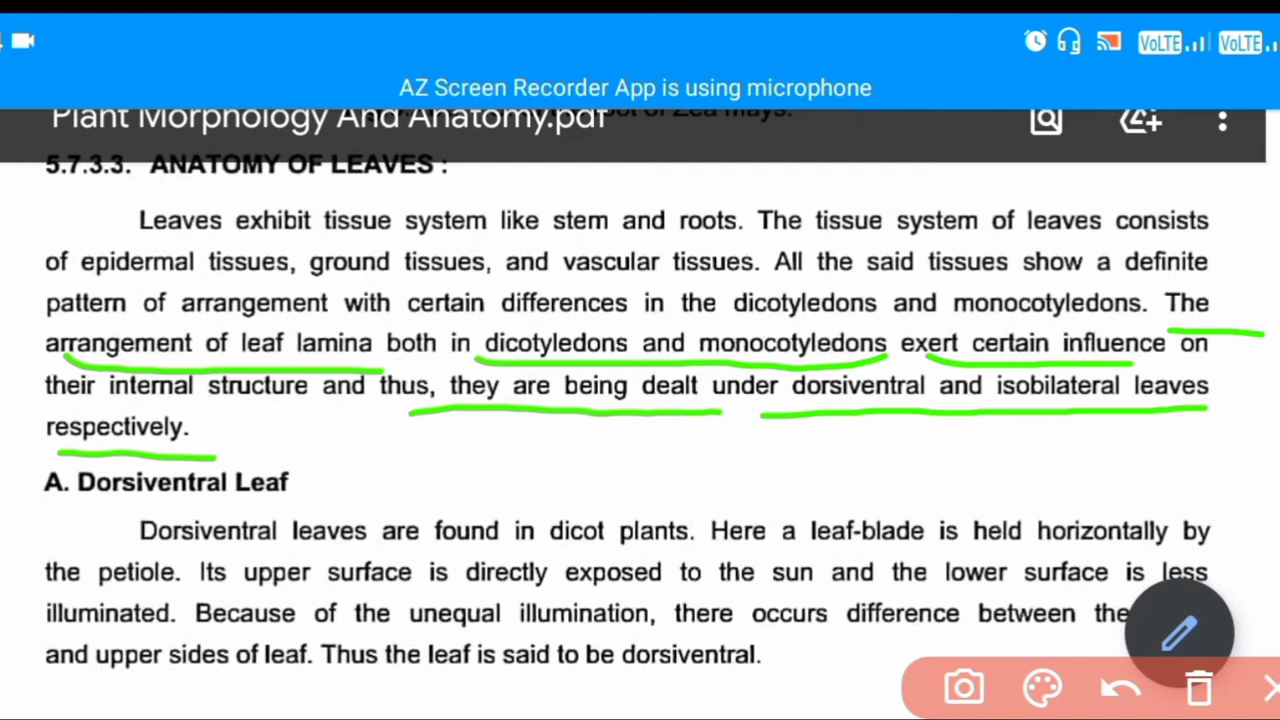 VoLTE VoLTE
AZ Screen Recorder App is using microphone
Plant Morphology And Anatomy.pdf of Zea Mays.
5.7.3.3. ANATOMY OF LEAVES :
Leaves exhibit tissue system like stem and roots. The tissue system of leaves consists
of epidermal tissues, ground tissues, and vascular tissues. All the said tissues show a definite
pattern of arrangement with certain differences in the dicotyledons and monocotyledons. The
arrangement of leaf lamina both in dicotyledons and monocotyledons exert certain influence on
their internal structure and thus, they are being dealt under dorsiventral and isobilateral leaves
respectively.
A. Dorsiventral Leaf
Dorsiventral leaves are found in dicot plants. Here a leaf-blade is held horizontally by
the petiole. Its upper surface is directly exposed to the sun and the lower surface is less
illuminated. Because of the unequal illumination, there occurs difference between the
and upper sides of leaf. Thus the leaf is said to be dorsiventral.